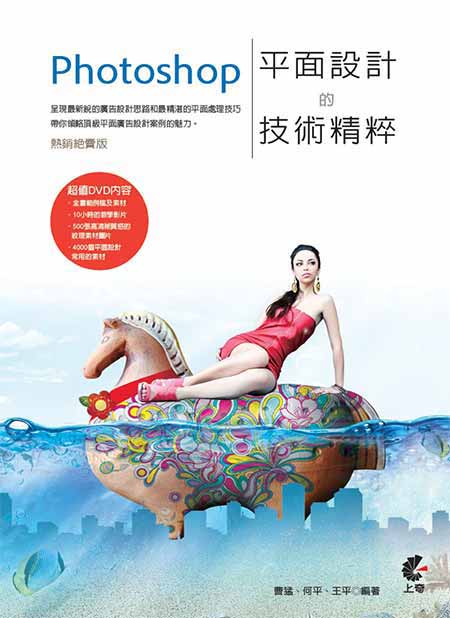 Photoshop
平面設計
的
技術精粹
呈現最新銳的廣告設計思路和最精湛的平面處理技巧
帶你領略頂級平面廣告設計案例的魅力。
熱銷絕賣版
超值DVD內容
·全書範例檔及素材
·10小時的教學影片
·500張高清晰質感的
紋理素材圖片
·4000個平面設計
常用的素材
曹猛、何平、王平◎編著
上奇